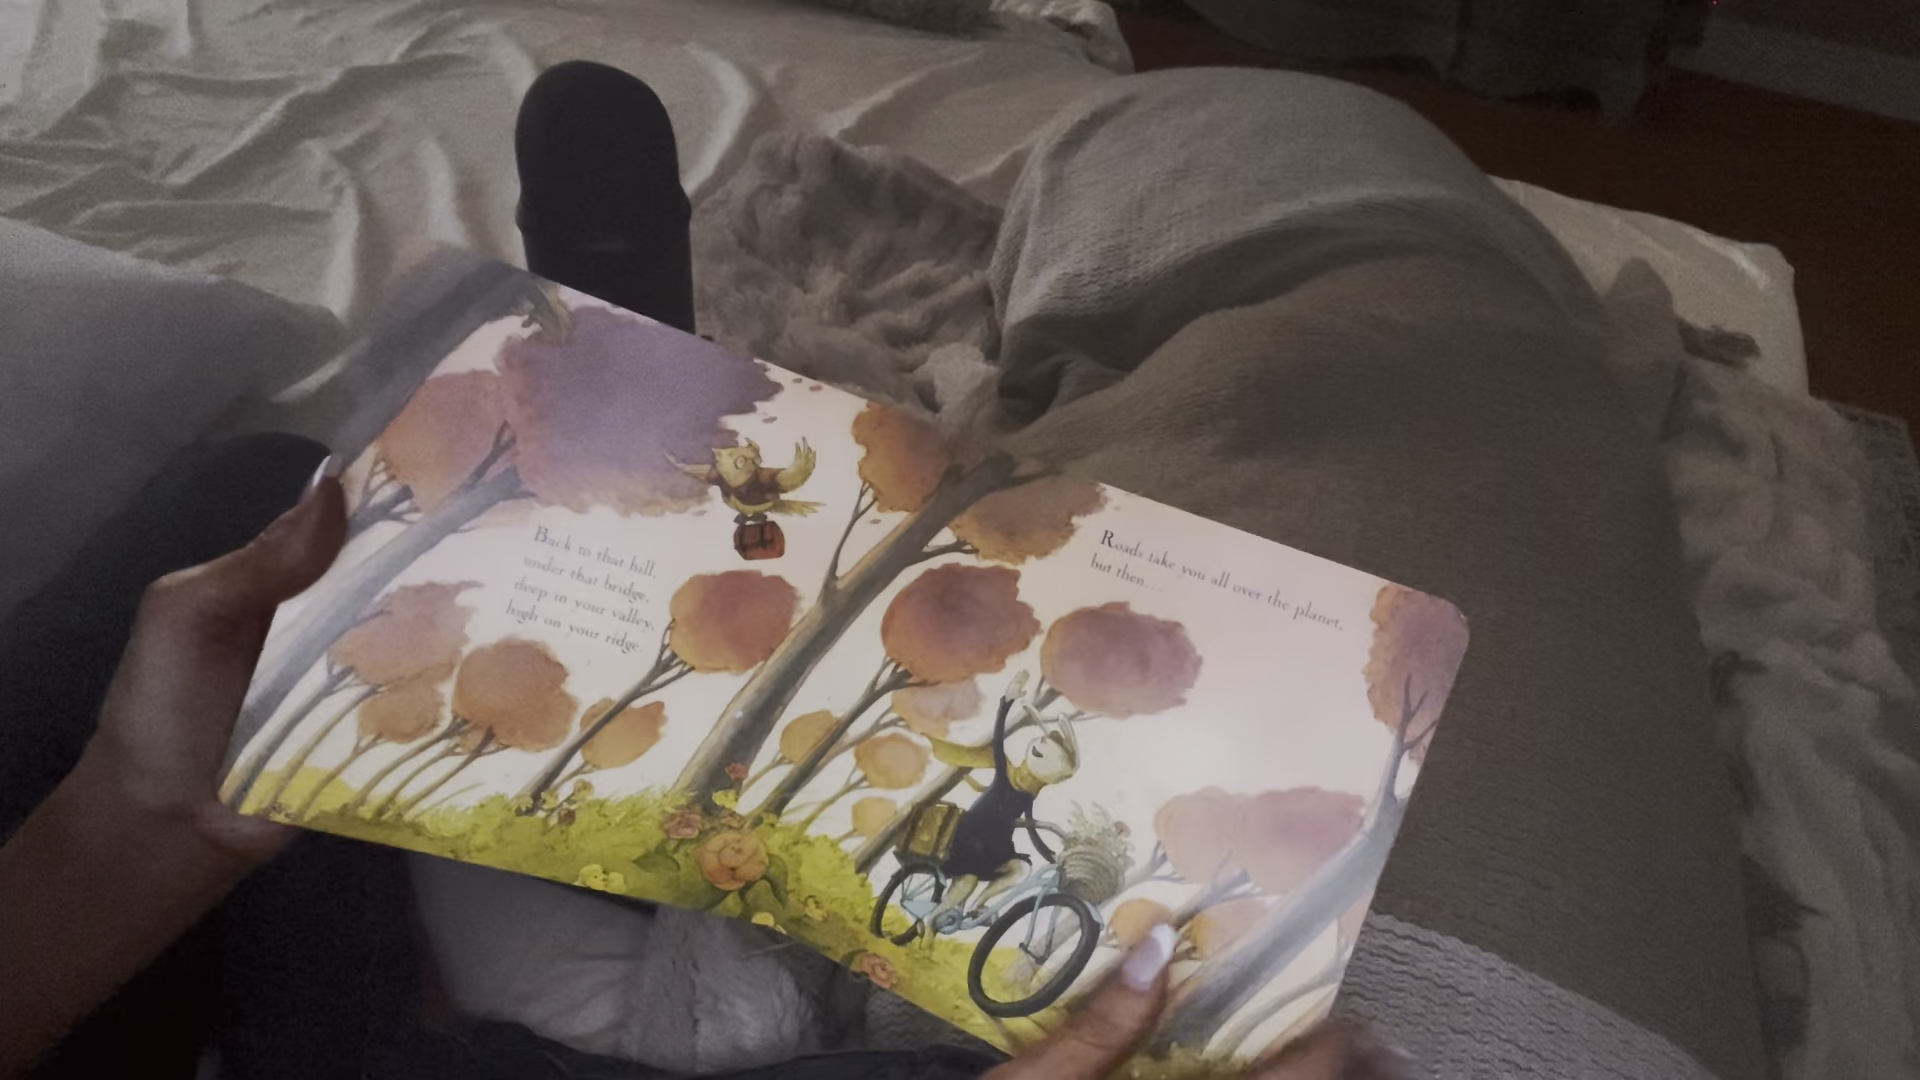 Back to that hill,
under that bridge,
deep in your valley,
high on your ridge.
Roads take you all over the planet,
but then...